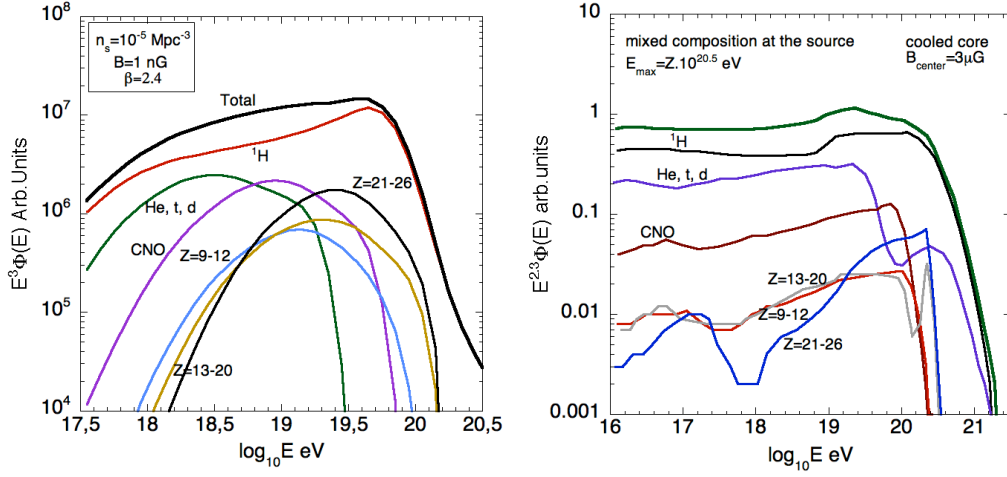 10^8
n_s=10^-5 Mpc^-3
B=1 nG
β=2.4
Total
10^7
^1H
Z=21-26
He, t, d
10^6
CNO
Z=9-12
10^5
Z=13-20
10^4
17,5 18 18,5 19 19,5 20 20,5
log_10E eV
E^3Φ(E) Arb.Units
10
mixed composition at the source
E_max=Z.10^20.5 eV
cooled core
B_center=3μG
1
^1H
He, t, d
0.1
CNO
Z=13-20
0.01
Z=9-12
Z=21-26
0.001
16 17 18 19 20 21
log_10E eV
E^2.3Φ(E) arb.Units